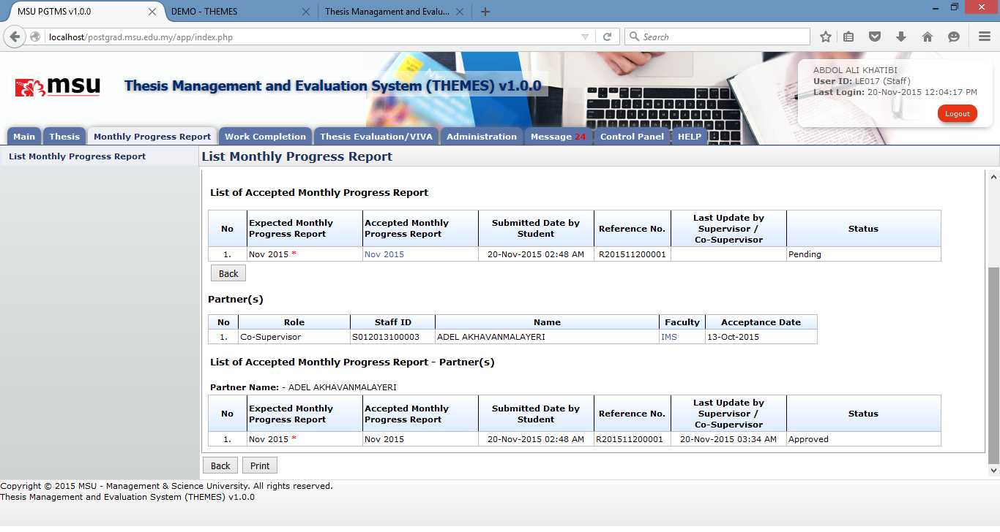 MSU PGTMS v1.0.0
DEMO - THEMES
Thesis Managament and Evalu...
localhost/postgrad.msu.edu.my/app/index.php
Search
msu
Thesis Management and Evaluation System (THEMES) v1.0.0
ABDOL ALI KHATIBI
User ID: LE017 (Staff)
Last Login: 20-Nov-2015 12:04:17 PM
Logout
Main
Thesis
Monthly Progress Report
Work Completion
Thesis Evaluation/VIVA
Administration
Message 24
Control Panel
HELP
List Monthly Progress Report
List Monthly Progress Report
List of Accepted Monthly Progress Report
No
Expected Monthly
Progress Report
Accepted Monthly
Progress Report
Submitted Date by
Student
Reference No.
Last Update by
Supervisor /
Co-Supervisor
Status
1. Nov 2015 * Nov 2015 20-Nov-2015 02:48 AM R201511200001 Pending
Back
Partner(s)
No Role Staff ID Name Faculty Acceptance Date
1. Co-Supervisor S012013100003 ADEL AKHAVANMALAYERI IMS 13-Oct-2015
List of Accepted Monthly Progress Report - Partner(s)
Partner Name: - ADEL AKHAVANMALAYERI
No
Expected Monthly
Progress Report
Accepted Monthly
Progress Report
Submitted Date by
Student
Reference No.
Last Update by
Supervisor /
Co-Supervisor
Status
1. Nov 2015 * Nov 2015 20-Nov-2015 02:48 AM R201511200001 20-Nov-2015 03:34 AM Approved
Back Print
Copyright © 2015 MSU - Management & Science University. All rights reserved.
Thesis Management and Evaluation System (THEMES) v1.0.0